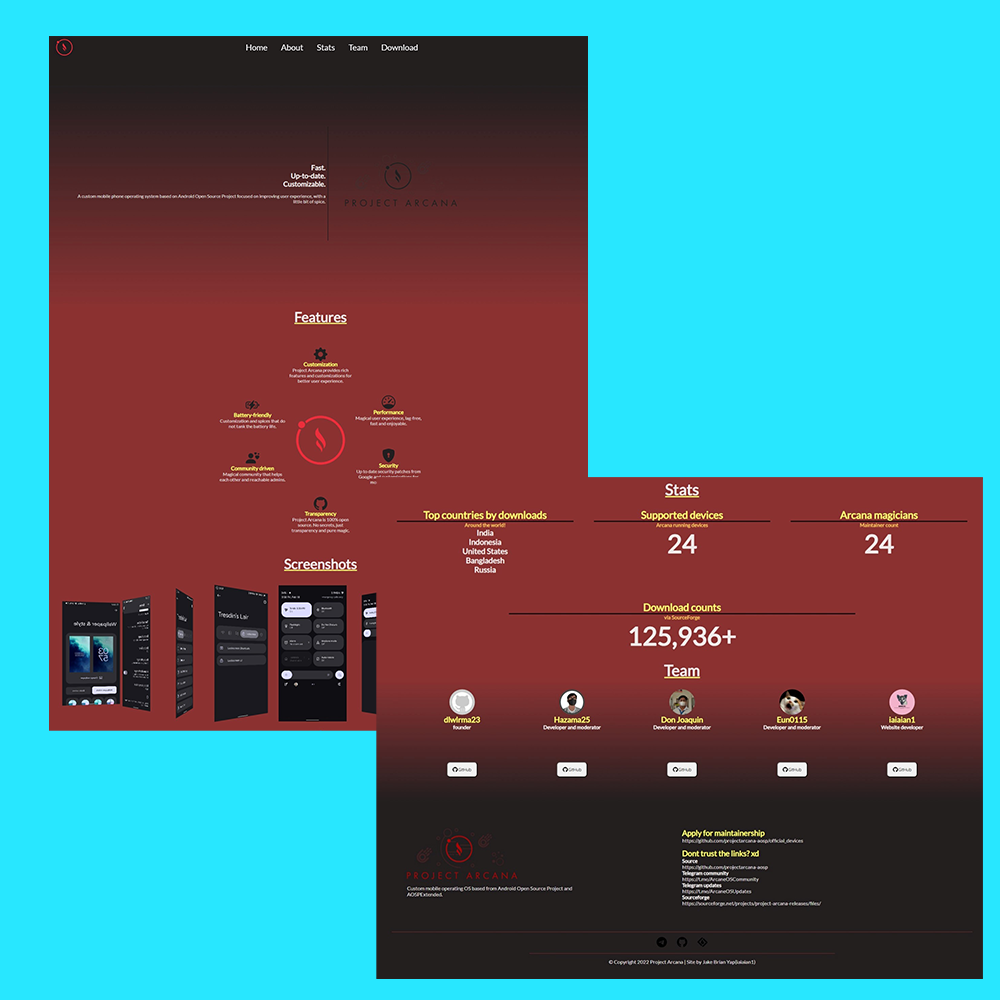 Home About Stats Team Download
Fast.
Up-to-date.
Customizable.
A custom mobile phone operating system based on Android Open Source Project focused on improving user experience, with a
little bit of spice.
PROJECT ARCANA
Features
Customization
Project Arcana provides rich
features and customizations for
better user experience.
Battery-friendly
Customization and spices that do
not tank the battery life.
Performance
Magical user experience, lag-free,
fast and enjoyable.
Community driven
Magical community that helps
each other and reachable admins.
Security
Up-to-date security patches from
Transparency
Project Arcana is 100% open
source. No secrets, just
transparency and pure magic.
Screenshots
Wallpaper & style
Tresdin's Lair
Stats
Top countries by downloads
Around the world!
India
Indonesia
United States
Bangladesh
Russia
Supported devices
Arcana running devices
24
Arcana magicians
Maintainer count
24
Download counts
via SourceForge
125,936+
Team
dlwlrma23
founder
GitHub
Hazama25
Developer and moderator
GitHub
Don Joaquin
Developer and moderator
GitHub
Eun0115
Developer and moderator
GitHub
iaiaian1
Website developer
GitHub
PROJECT ARCANA
Custom mobile operating OS based from Android Open Source Project and
AOSPExtended.
Apply for maintainership
https://github.com/projectarcana-aosp/official_devices
Dont trust the links? xd
Source
https://github.com/projectarcana-aosp
Telegram community
https://t.me/ArcaneOSCommunity
Telegram updates
https://t.me/ArcaneOSUpdates
Sourceforge
https://sourceforge.net/projects/project-arcana-releases/files/
© Copyright 2022 Project Arcana | Site by Jake Brian Yap(iaiaian1)